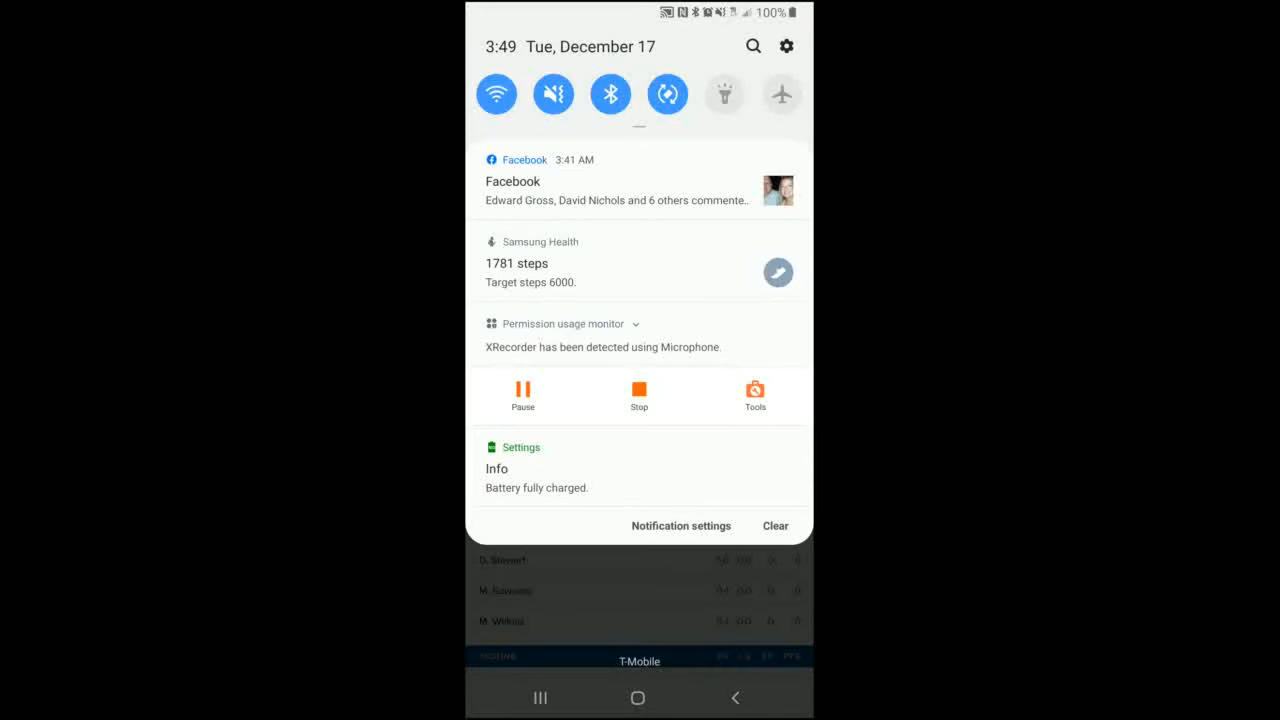 100%
3:49 Tue, December 17
Facebook 3:41 AM
Facebook
Edward Gross, David Nichols and 6 others commente..
Samsung Health
1781 steps
Target steps 6000.
Permission usage monitor
XRecorder has been detected using Microphone.
Pause Stop Tools
Settings
Info
Battery fully charged.
Notification settings Clear
D. Stewart
M.
M.
T-Mobile